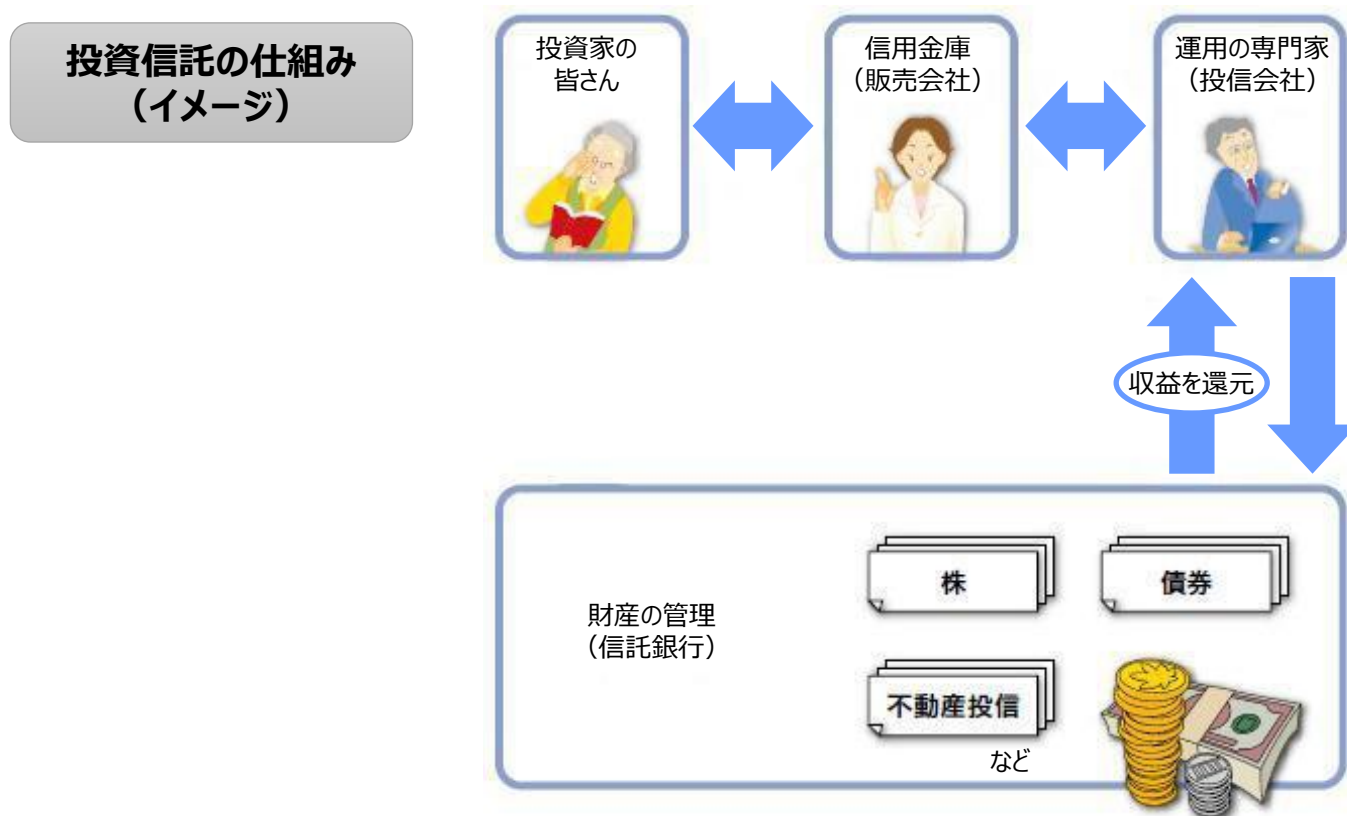 投資信託の仕組み
（イメージ）
投資家の
皆さん
信用金庫
（販売会社）
運用の専門家
（投信会社）
収益を還元
財産の管理
（信託銀行）
株
債券
不動産投信
など